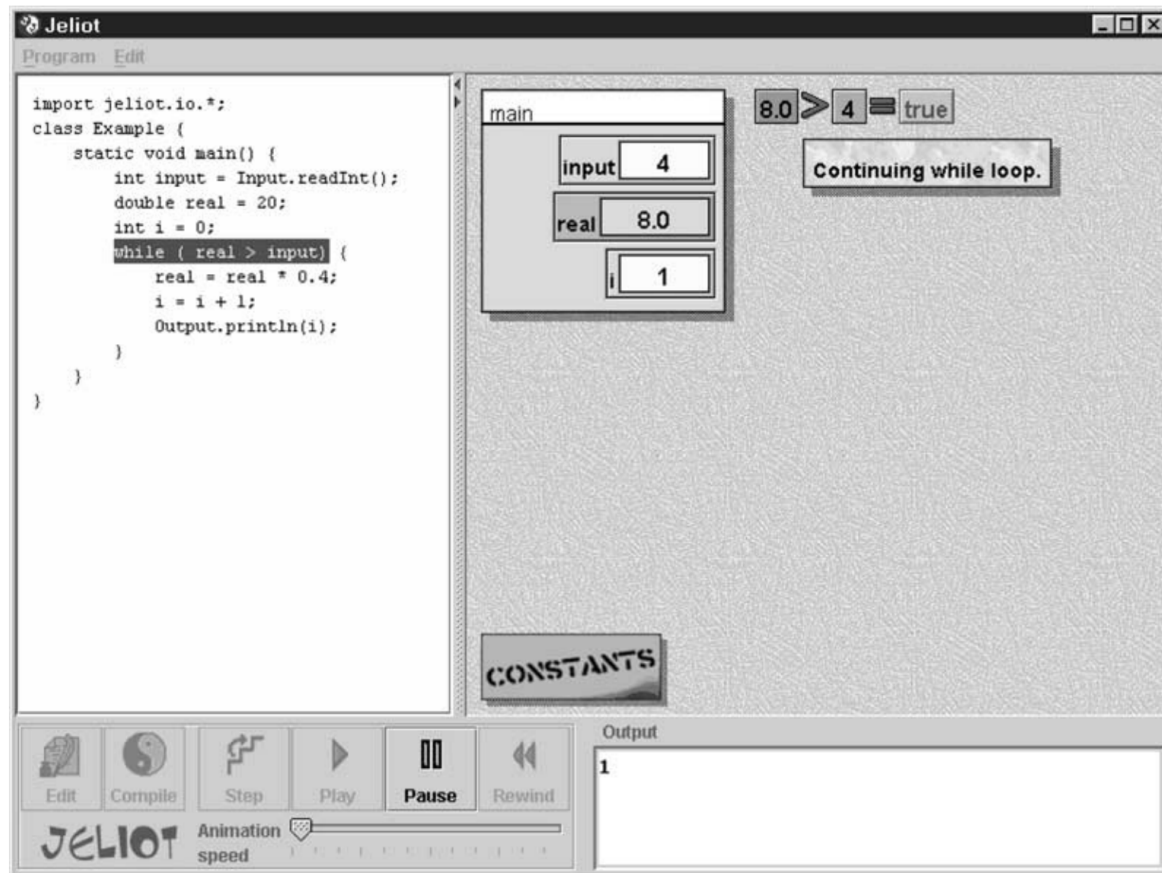 Jeliot
Program Edit
import jeliot.io.*;
class Example {
static void main() {
int input = Input.readInt();
double real = 20;
int i = 0;
while ( real > input) {
real = real * 0.4;
i = i + 1;
Output.println(i);
}
}
}
main
input 4
real 8.0
i 1
8.0 > 4 = true
Continuing while loop.
CONSTANTS
Edit Compile Step Play Pause Rewind
JELIOT
Animation
speed
Output
1